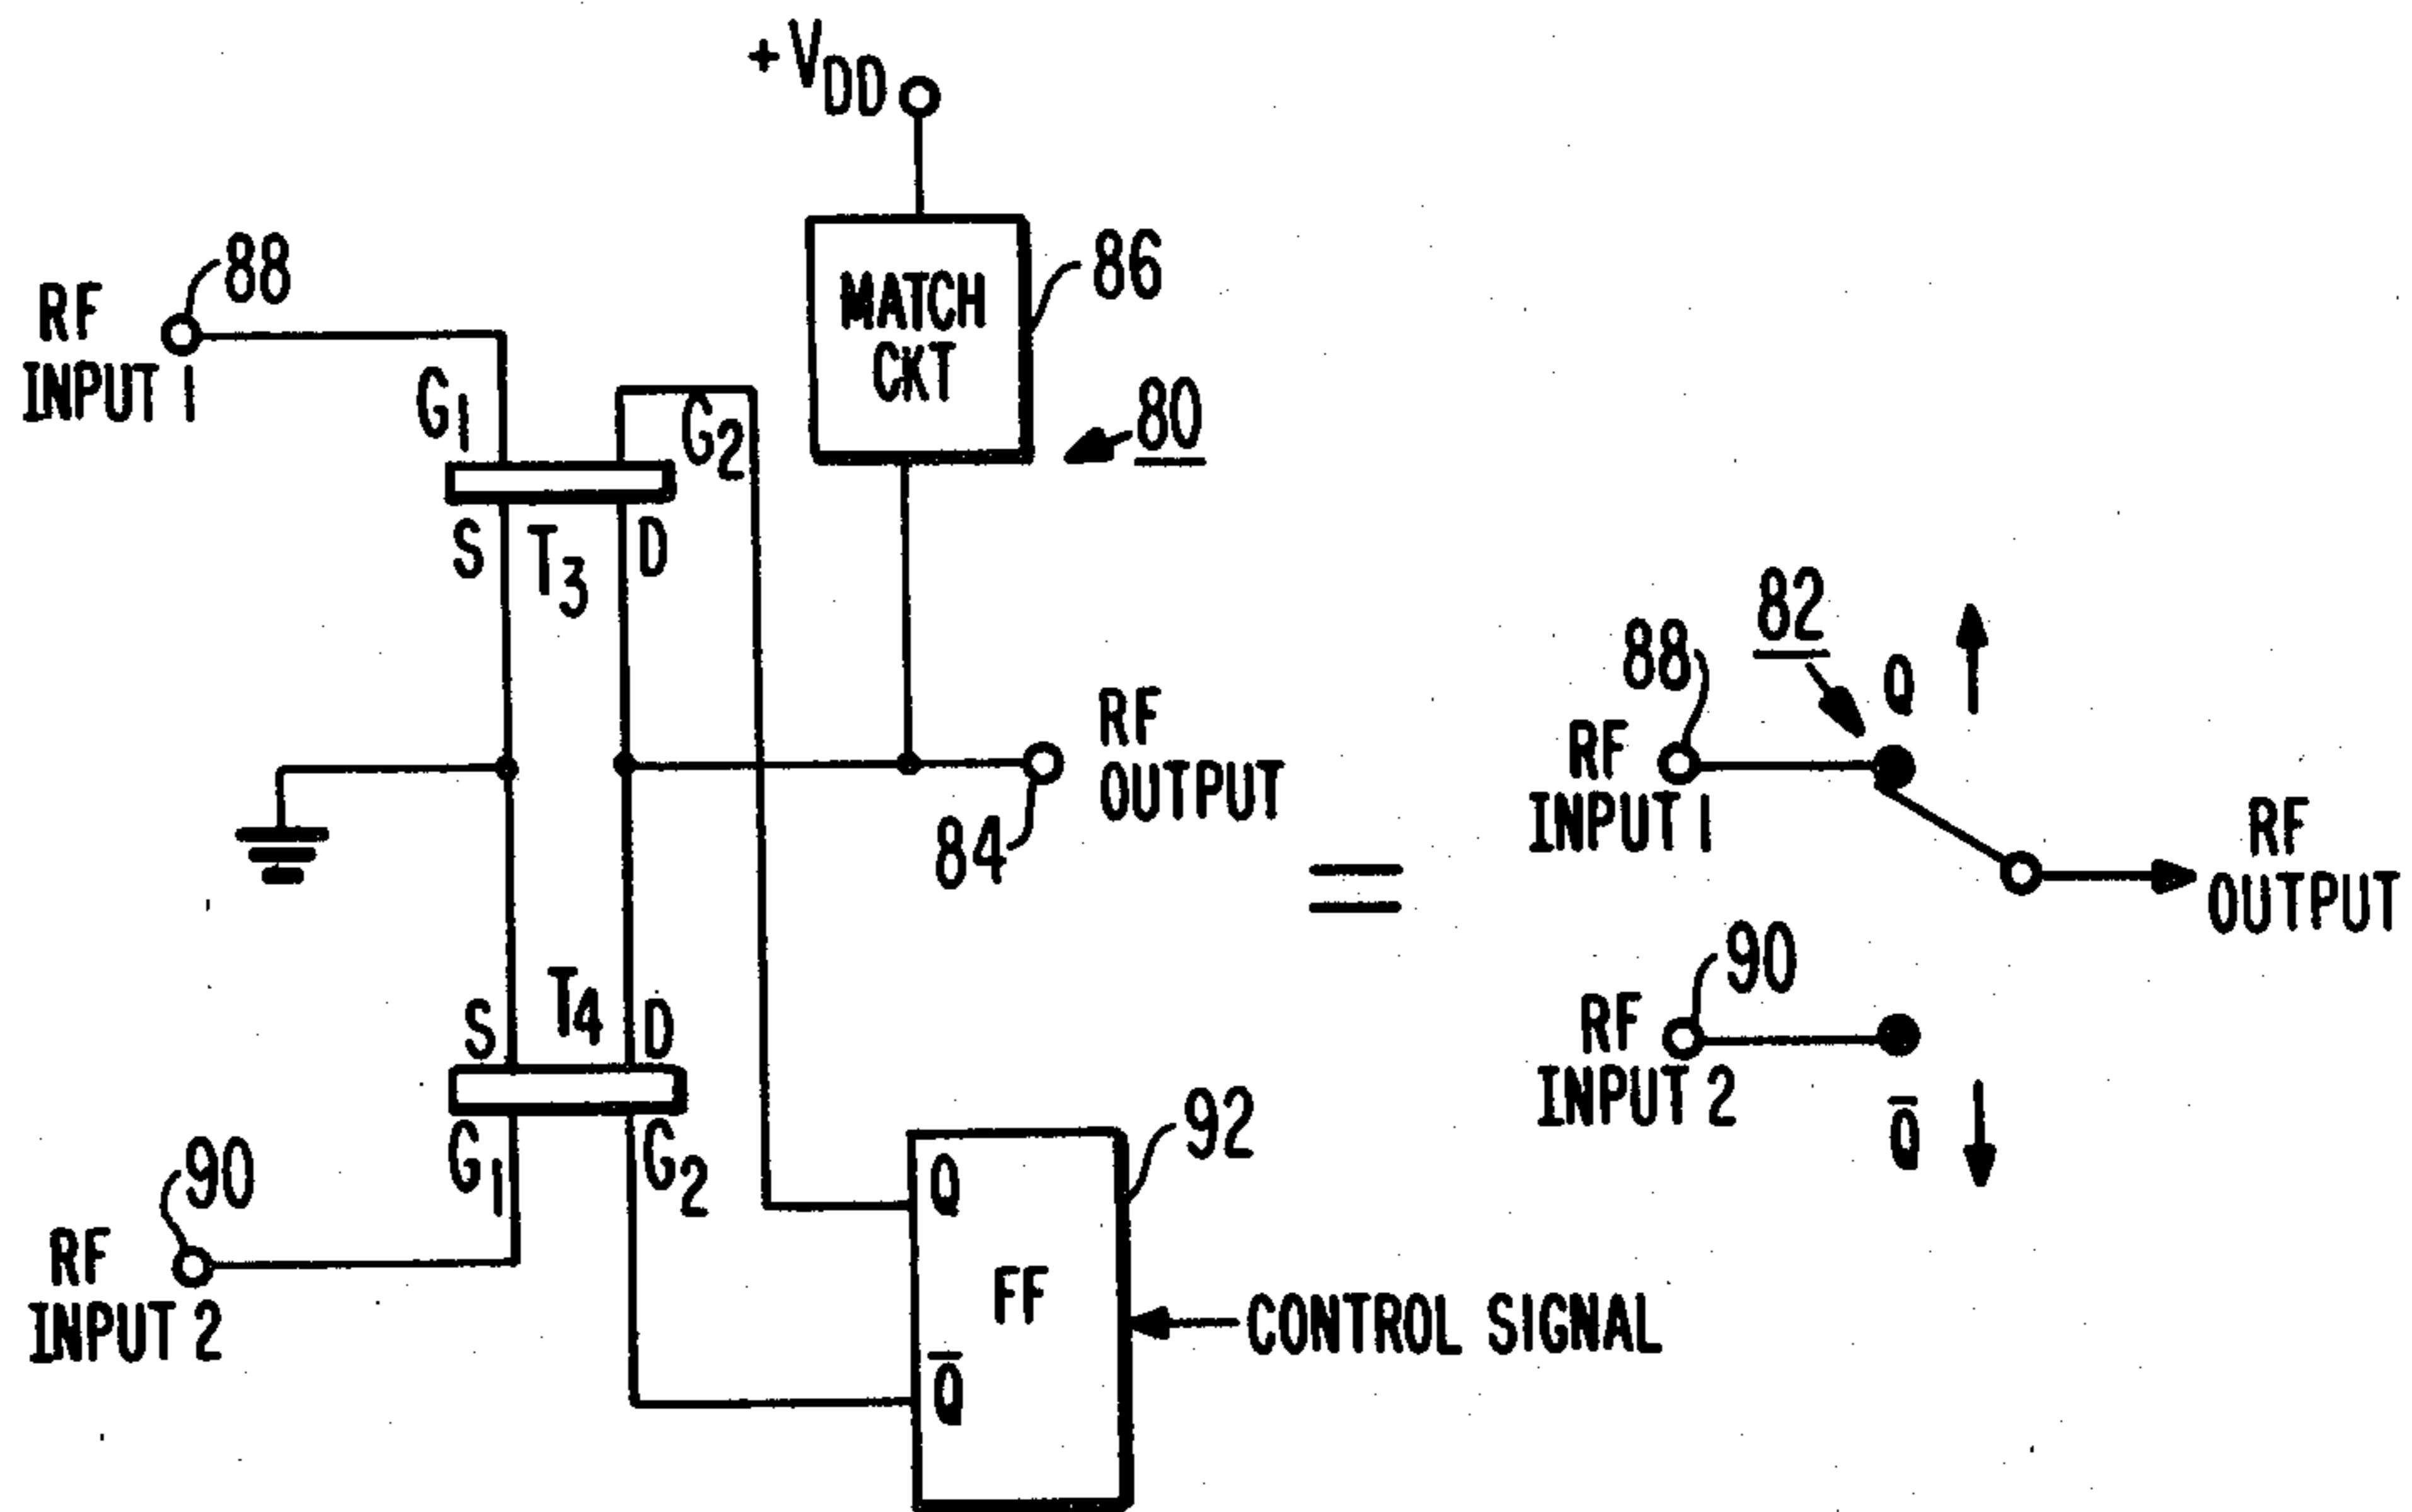 +VDD
88
RF
INPUT 1
G1
G2
MATCH
CKT
86
80
S
T3
D
RF
OUTPUT
84
S
T4
D
G1
G2
90
RF
INPUT 2
Q
FF
Q̅
92
CONTROL SIGNAL
=
88
82
Q
RF
INPUT 1
RF
OUTPUT
90
RF
INPUT 2
Q̅